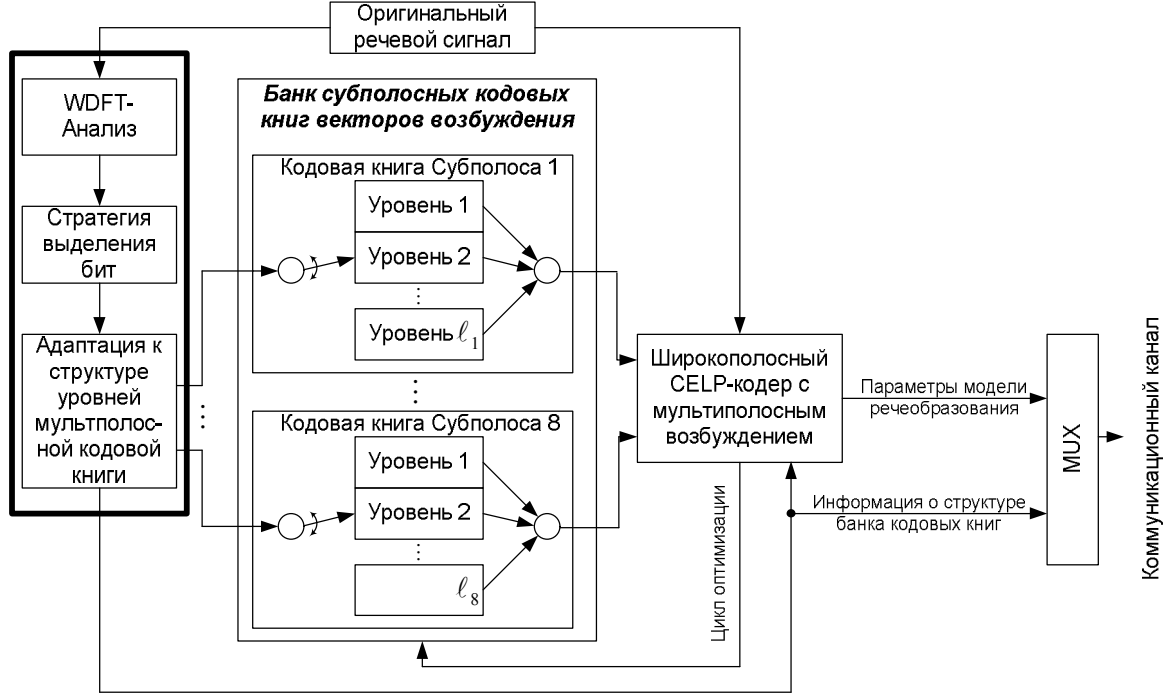 Оригинальный
речевой сигнал
WDFT-
Анализ
Стратегия
выделения
бит
Адаптация к
структуре
уровней
мультполос-
ной кодовой
книги
Банк субполосных кодовых
книг векторов возбуждения
Кодовая книга Субполоса 1
Уровень 1
Уровень 2
Уровень ℓ₁
Кодовая книга Субполоса 8
Уровень 1
Уровень 2
ℓ₈
Широкополосный
CELP-кодер с
мультиполосным
возбуждением
Цикл оптимизации
Параметры модели
речеобразования
Информация о структуре
банка кодовых книг
MUX
Коммуникационный канал